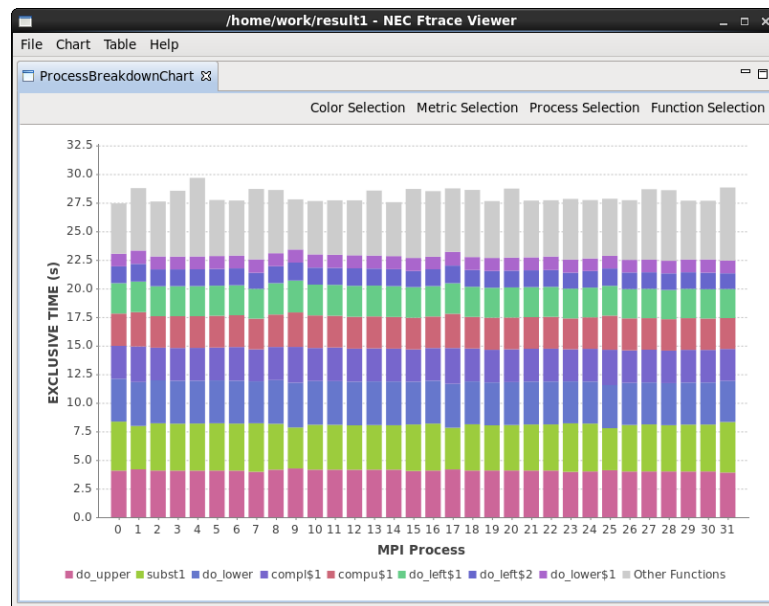 /home/work/result1 - NEC Ftrace Viewer
File Chart Table Help
ProcessBreakdownChart
Color Selection Metric Selection Process Selection Function Selection
32.5
30.0
27.5
25.0
22.5
20.0
17.5
15.0
12.5
10.0
7.5
5.0
2.5
0.0
EXCLUSIVE TIME (s)
0 1 2 3 4 5 6 7 8 9 10 11 12 13 14 15 16 17 18 19 20 21 22 23 24 25 26 27 28 29 30 31
MPI Process
do_upper subst1 do_lower compl$1 compu$1 do_left$1 do_left$2 do_lower$1 Other Functions